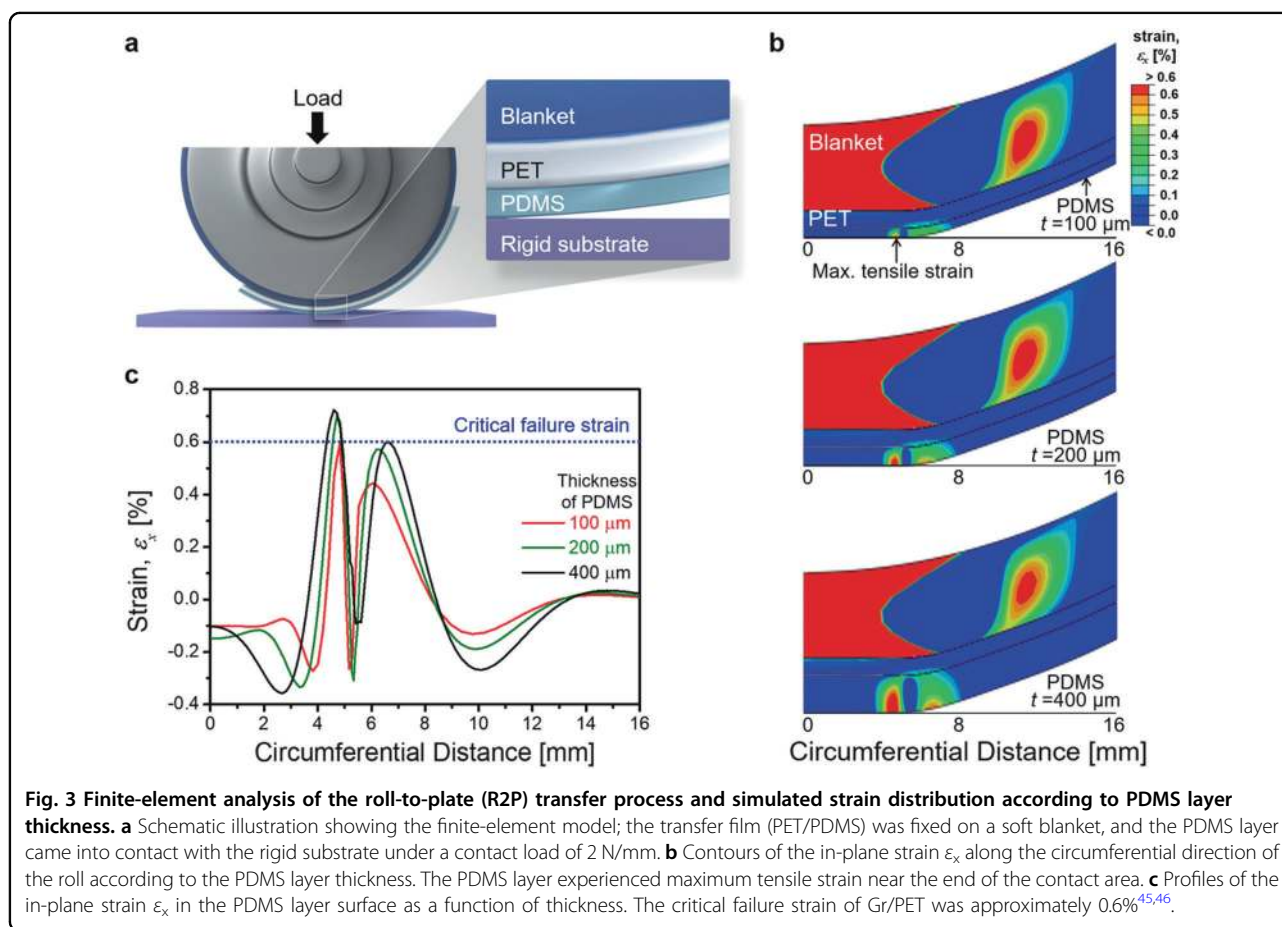 a
Load
Blanket
PET
PDMS
Rigid substrate
b
strain,
εx [%]
> 0.6
0.6
0.5
0.4
0.3
0.2
0.1
0.0
< 0.0
Blanket
PET
PDMS
t =100 µm
0
8
16
Max. tensile strain
PDMS
t =200 µm
0
8
16
PDMS
t =400 µm
0
8
16
Circumferential Distance [mm]
c
Strain, εx [%]
0.8
0.6
0.4
0.2
0.0
-0.2
-0.4
Critical failure strain
Thickness
of PDMS
100 µm
200 µm
400 µm
0 2 4 6 8 10 12 14 16
Circumferential Distance [mm]
Fig. 3 Finite-element analysis of the roll-to-plate (R2P) transfer process and simulated strain distribution according to PDMS layer
thickness. a Schematic illustration showing the finite-element model; the transfer film (PET/PDMS) was fixed on a soft blanket, and the PDMS layer
came into contact with the rigid substrate under a contact load of 2 N/mm. b Contours of the in-plane strain εx along the circumferential direction of
the roll according to the PDMS layer thickness. The PDMS layer experienced maximum tensile strain near the end of the contact area. c Profiles of the
in-plane strain εx in the PDMS layer surface as a function of thickness. The critical failure strain of Gr/PET was approximately 0.6%45,46.